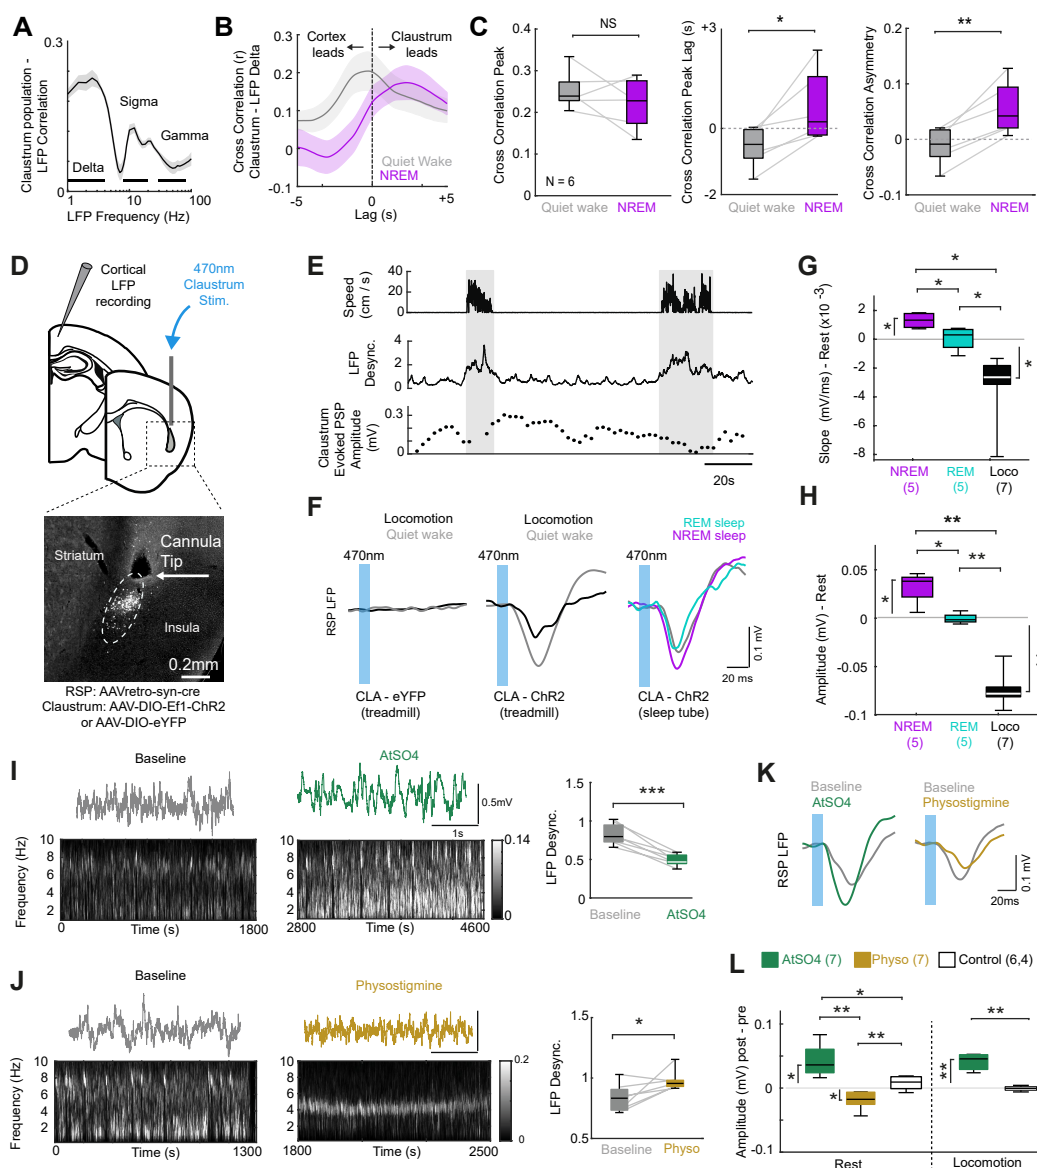 A
Claustrum population -
LFP Correlation
0.2
0
Sigma
Gamma
Delta
1
10
100
LFP Frequency (Hz)
B
Cross Correlation (r)
Claustrum - LFP Delta
Cortex
leads
Claustrum
leads
0.3
0.2
0.1
0
-0.1
Quiet Wake
NREM
-5
0
+5
Lag (s)
C
Cross Correlation Peak
0.4
0.3
0.2
0.1
0
NS
N = 6
Quiet wake NREM
Cross Correlation Peak Lag (s)
+3
0
-2
*
Quiet wake NREM
Cross Correlation Asymmetry
0.2
0.1
0
-0.1
**
Quiet wake NREM
D
Cortical
LFP
recording
470nm
Claustrum
Stim.
Striatum
Cannula
Tip
Insula
0.2mm
RSP: AAVretro-syn-cre
Claustrum: AAV-DIO-Ef1-ChR2
or AAV-DIO-eYFP
E
Speed
(cm / s)
40
20
0
LFP
Desync.
4
2
0
Claustrum
Evoked PSP
Amplitude
(mV)
0.3
0
20s
F
Locomotion
Quiet wake
Locomotion
Quiet wake
REM sleep
NREM sleep
470nm
470nm
470nm
RSP LFP
0.1 mV
20 ms
CLA - eYFP
(treadmill)
CLA - ChR2
(treadmill)
CLA - ChR2
(sleep tube)
G
Slope (mV/ms) - Rest (x10 -3)
2
0
-2
-4
-6
-8
*
*
*
*
*
NREM
(5)
REM
(5)
Loco
(7)
H
Amplitude (mV) - Rest
0.05
0
-0.05
-0.1
**
*
**
*
NREM
(5)
REM
(5)
Loco
(7)
I
Baseline
AtSO4
0.5mV
1s
Frequency (Hz)
10
8
6
4
2
0
1800
Time (s)
2800
4600
Time (s)
0.14
0
LFP Desync.
1
0.5
0
***
Baseline
AtSO4
J
Baseline
Physostigmine
Frequency (Hz)
10
8
6
4
2
0
1300
Time (s)
1800
2500
Time (s)
0.2
0
LFP Desync.
1.5
1
0.5
*
Baseline
Physo
K
Baseline
AtSO4
Baseline
Physostigmine
RSP LFP
0.1 mV
20ms
L
AtSO4 (7)
Physo (7)
Control (6,4)
Amplitude (mV) post - pre
0.1
0
-0.1
*
**
**
*
*
**
**
Rest
Locomotion